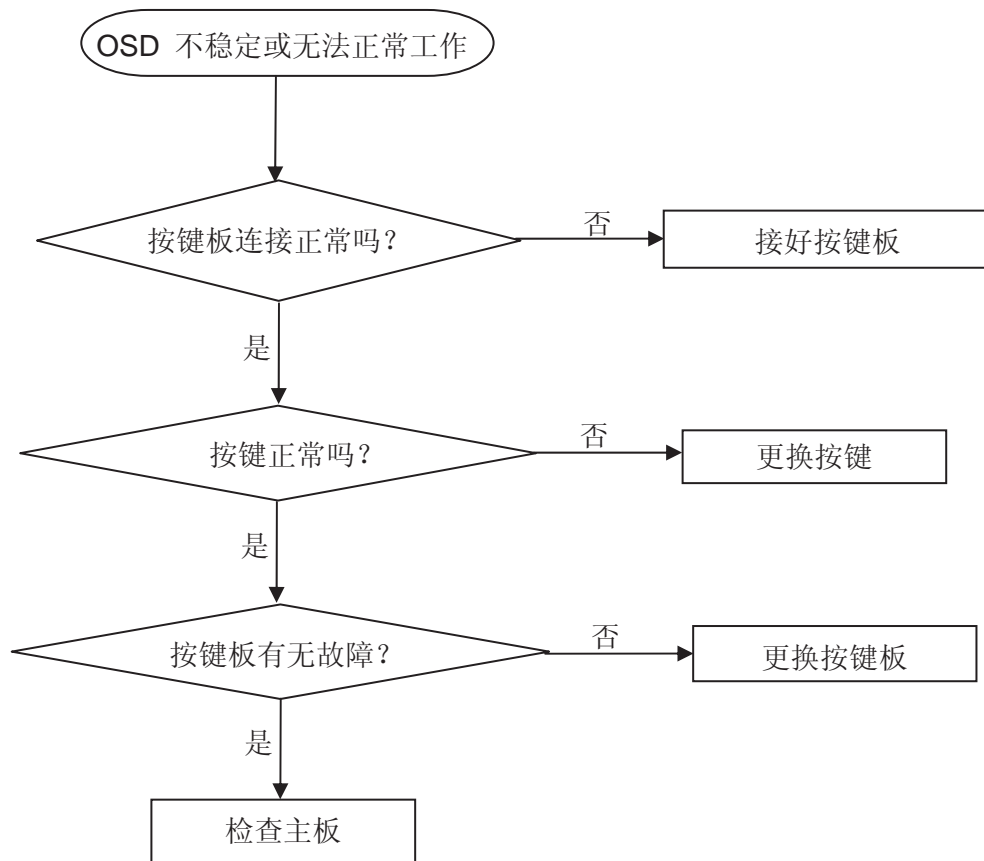 OSD 不稳定或无法正常工作
按键板连接正常吗？
否
接好按键板
是
按键正常吗？
否
更换按键
是
按键板有无故障？
否
更换按键板
是
检查主板